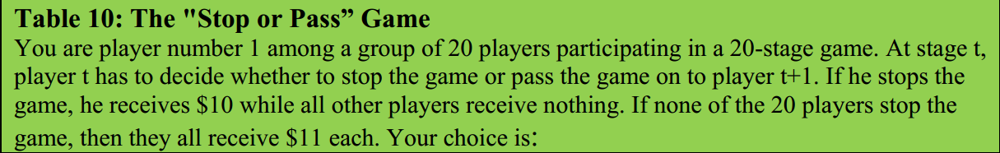 Table 10: The "Stop or Pass” Game
You are player number 1 among a group of 20 players participating in a 20-stage game. At stage t,
player t has to decide whether to stop the game or pass the game on to player t+1. If he stops the
game, he receives $10 while all other players receive nothing. If none of the 20 players stop the
game, then they all receive $11 each. Your choice is: